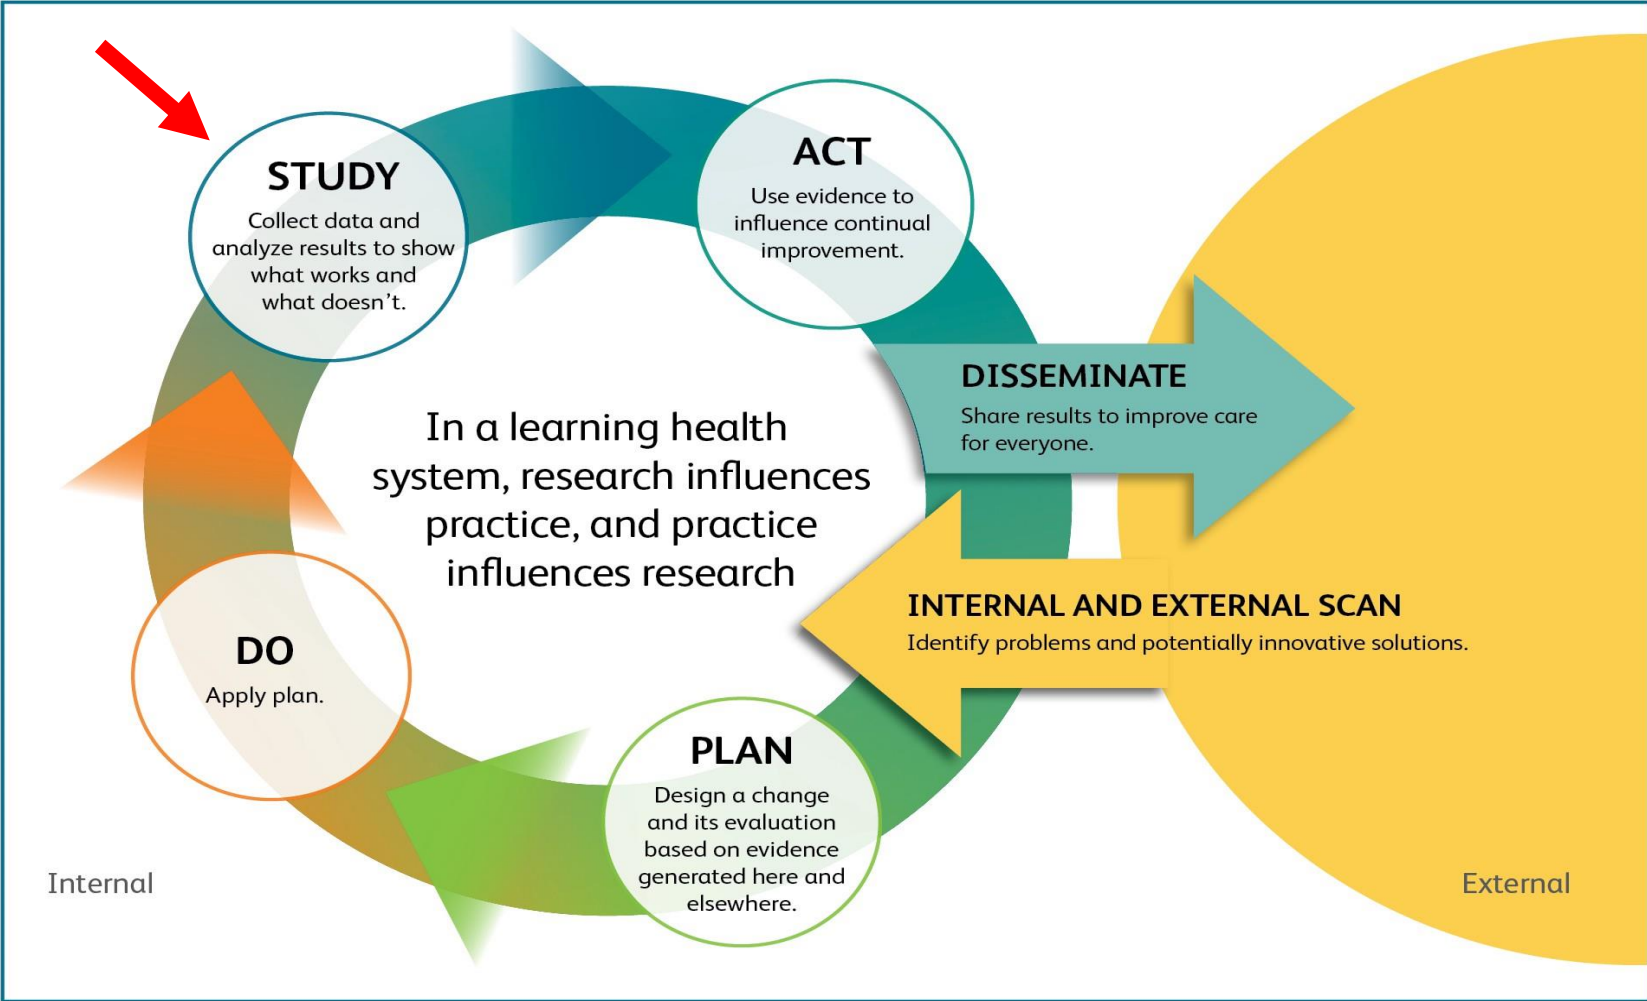 STUDY
Collect data and
analyze results to show
what works and
what doesn't.
ACT
Use evidence to
influence continual
improvement.
DISSEMINATE
Share results to improve care
for everyone.
In a learning health
system, research influences
practice, and practice
influences research
INTERNAL AND EXTERNAL SCAN
Identify problems and potentially innovative solutions.
DO
Apply plan.
PLAN
Design a change
and its evaluation
based on evidence
generated here and
elsewhere.
Internal
External